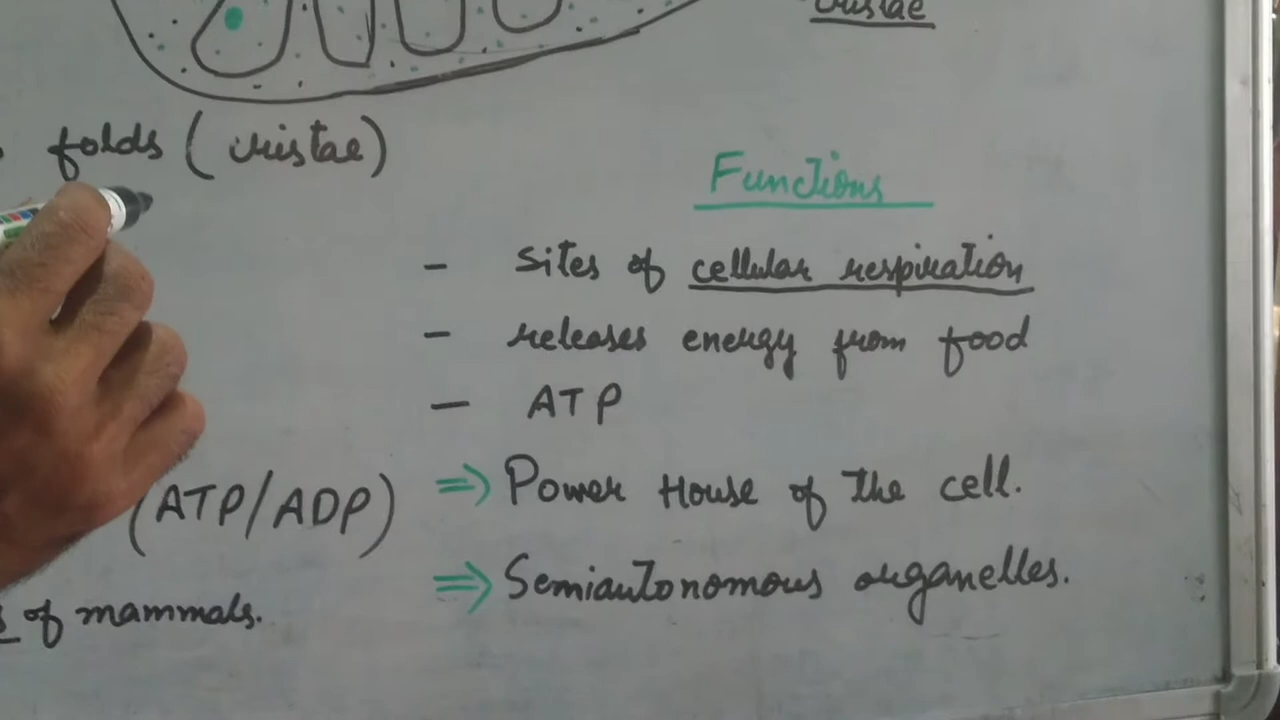 cristae
folds (cristae)
Functions
- sites of cellular respiration
- releases energy from food
- ATP
(ATP/ADP)
⇒ Power House of the cell.
⇒ Semiautonomous organelles.
of mammals.